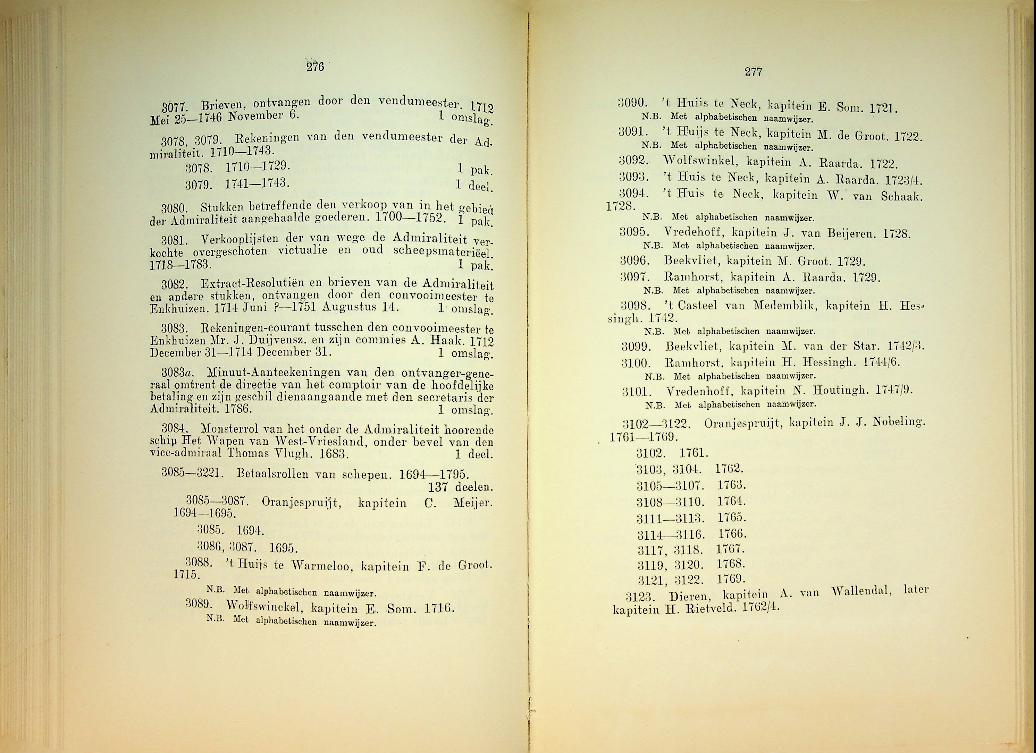 276
3077. Brieven, ontvangen door den vendumeester. 1712
Mei 25—1746 November 6. 1 omslag.
3078, 3079. Rekeningen van den vendumeester der Ad-
miraliteit. 1710—1743.
3078. 1710—1729. 1 pak.
3079. 1741—1743. 1 deel.
3080. Stukken betreffende den verkoop van in het gebied
der Admiraliteit aangehaalde goederen. 1700—1752. 1 pak.
3081. Verkooplijsten der van wege de Admiraliteit ver-
kochte overgeschoten victualie en oud scheepsmateriëel.
1718—1783. 1 pak.
3082. Extract-Resolutiën en brieven van de Admiraliteit
en andere stukken, ontvangen door den convooimeester te
Enkhuizen. 1714 Juni ?—1751 Augustus 14. 1 omslag.
3083. Rekeningen-courant tusschen den convooimeester te
Enkhuizen Mr. J. Duijvensz. en zijn commies A. Haak. 1712
December 31—1714 December 31. 1 omslag.
3083a. Minuut-Aanteekeningen van den ontvanger-gene-
raal omtrent de directie van het comptoir van de hoofdelijke
betaling en zijn geschil dienaangaande met den secretaris der
Admiraliteit. 1786. 1 omslag.
3084. Monsterrol van het onder de Admiraliteit hoorende
schip Het Wapen van West-Vriesland, onder bevel van den
vice-admiraal Thomas Vlugh. 1683. 1 deel.
3085—3221. Betaalsrollen van schepen. 1694—1795.
137 deelen.
3085—3087. Oranjespruijt, kapitein C. Meijer.
1694—1695.
3085. 1694.
3086, 3087. 1695.
3088. 't Huijs te Warmeloo, kapitein F. de Groot.
1715.
N.B. Met alphabetischen naamwijzer.
3089. Wolfswinckel, kapitein E. Som. 1716.
N.B. Met alphabetischen naamwijzer.
277
3090. 't Huijs te Neck, kapitein E. Som. 1721.
N.B. Met alphabetischen naamwijzer.
3091. 't Huijs te Neck, kapitein M. de Groot. 1722.
N.B. Met alphabetischen naamwijzer.
3092. Wolfswinkel, kapitein A. Raarda. 1722.
3093. 't Huis te Neck, kapitein A. Raarda. 1723/4.
3094. 't Huis te Neck, kapitein W. van Schaak.
1728.
N.B. Met alphabetischen naamwijzer.
3095. Vredehoff, kapitein J. van Beijeren. 1728.
N.B. Met alphabetischen naamwijzer.
3096. Beekvliet, kapitein M. Groot. 1729.
3097. Ramhorst, kapitein A. Raarda. 1729.
N.B. Met alphabetischen naamwijzer.
3098. 't Casteel van Medemblik, kapitein H. Hes-
singh. 1742.
N.B. Met alphabetischen naamwijzer.
3099. Beekvliet, kapitein M. van der Star. 1742/3.
3100. Ramhorst, kapitein H. Hessingh. 1744/6.
N.B. Met alphabetischen naamwijzer.
3101. Vredenhoff, kapitein N. Houtingh. 1747/9.
N.B. Met alphabetischen naamwijzer.
3102—3122. Oranjespruijt, kapitein J. J. Nobeling.
1761—1769.
3102. 1761.
3103, 3104. 1762.
3105—3107. 1763.
3108—3110. 1764.
3111—3113. 1765.
3114—3116. 1766.
3117, 3118. 1767.
3119, 3120. 1768.
3121, 3122. 1769.
3123. Dieren, kapitein A. van Wallendal, later
kapitein H. Rietveld. 1762/4.